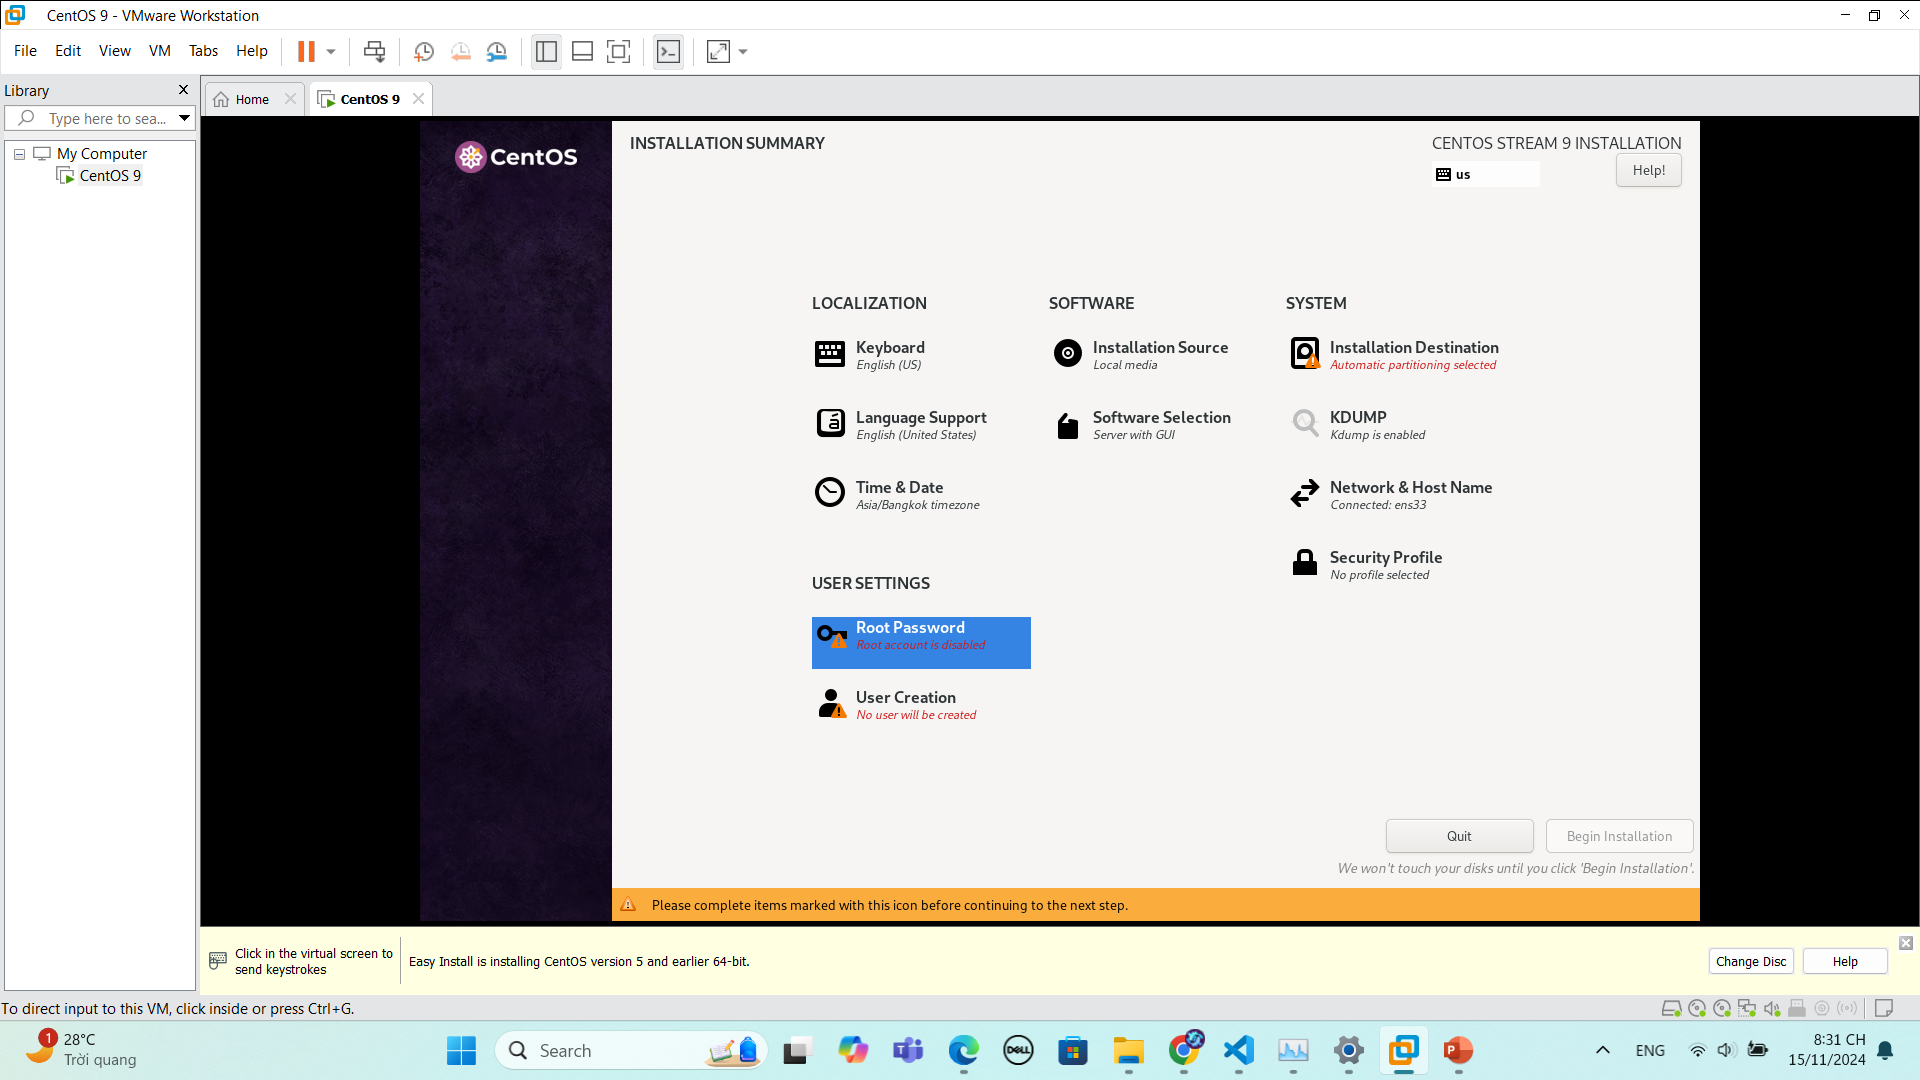 CentOS 9 - VMware Workstation
File Edit View VM Tabs Help
Library
Type here to sea...
My Computer
CentOS 9
Home
CentOS 9
CentOS
INSTALLATION SUMMARY
CENTOS STREAM 9 INSTALLATION
us
Help!
LOCALIZATION
Keyboard
English (US)
Language Support
English (United States)
Time & Date
Asia/Bangkok timezone
SOFTWARE
Installation Source
Local media
Software Selection
Server with GUI
SYSTEM
Installation Destination
Automatic partitioning selected
KDUMP
Kdump is enabled
Network & Host Name
Connected: ens33
Security Profile
No profile selected
USER SETTINGS
Root Password
Root account is disabled
User Creation
No user will be created
Quit
Begin Installation
We won't touch your disks until you click 'Begin Installation'.
Please complete items marked with this icon before continuing to the next step.
Click in the virtual screen to
send keystrokes
Easy Install is installing CentOS version 5 and earlier 64-bit.
Change Disc
Help
To direct input to this VM, click inside or press Ctrl+G.
1
28°C
Trời quang
Search
DELL
ENG
8:31 CH
15/11/2024